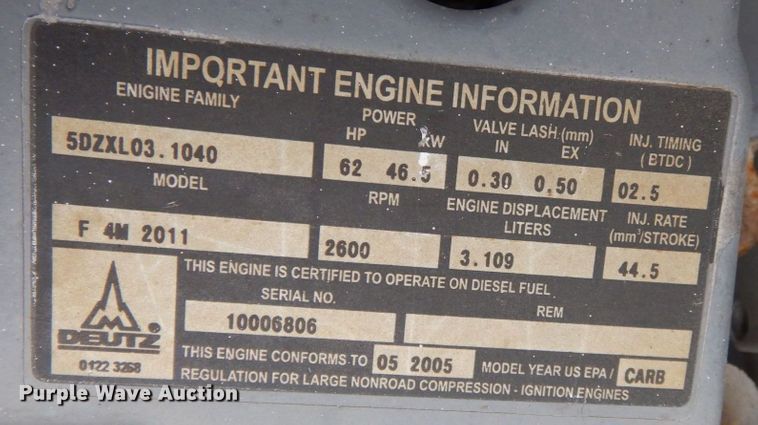 IMPORTANT ENGINE INFORMATION
ENIGINE FAMILY
POWER
HP kW
VALVE LASH (mm)
IN EX
INJ. TIMING
(BTDC)
5DZXL03.1040
62 46.5
0.30 0.50
02.5
MODEL
RPM
ENGINE DISPLACEMENT
LITERS
INJ. RATE
(mm³/STROKE)
F 4M 2011
2600
3.109
44.5
THIS ENGINE IS CERTIFIED TO OPERATE ON DIESEL FUEL
SERIAL NO.
REM
10006806
DEUTZ ®
0122 3268
THIS ENGINE CONFORMS TO 05 2005 MODEL YEAR US EPA / CARB
REGULATION FOR LARGE NONROAD COMPRESSION - IGNITION ENGINES
Purple Wave Auction